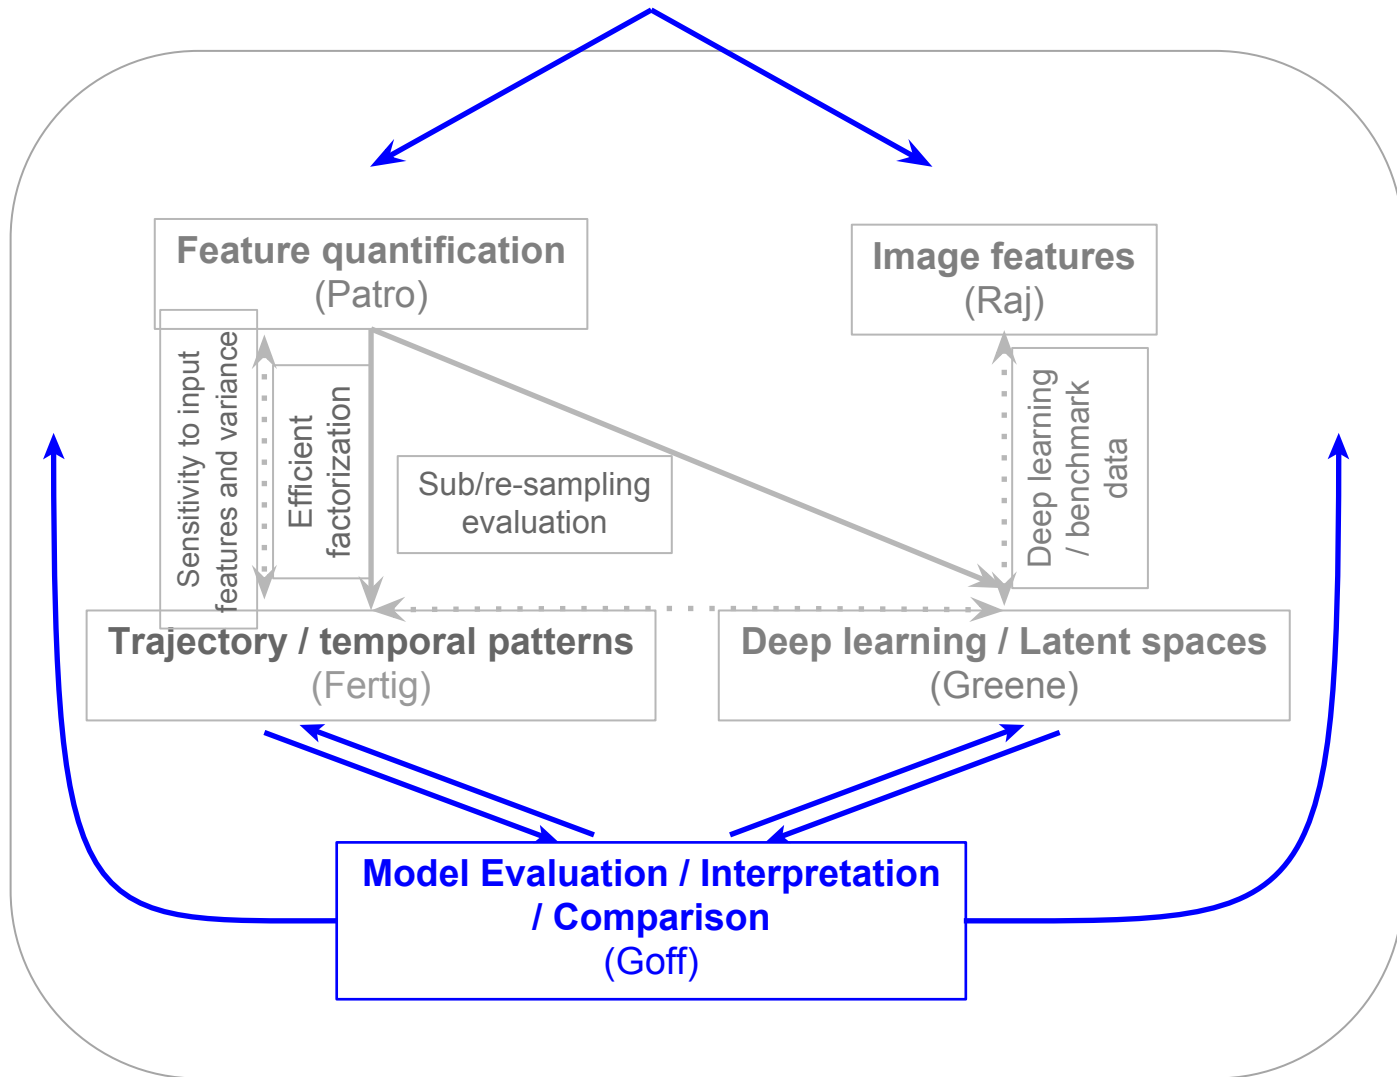 Feature quantification
(Patro)
Image features
(Raj)
Sensitivity to input
features and variance
Efficient
factorization
Sub/re-sampling
evaluation
Deep learning
/ benchmark
data
Trajectory / temporal patterns
(Fertig)
Deep learning / Latent spaces
(Greene)
Model Evaluation / Interpretation
/ Comparison
(Goff)